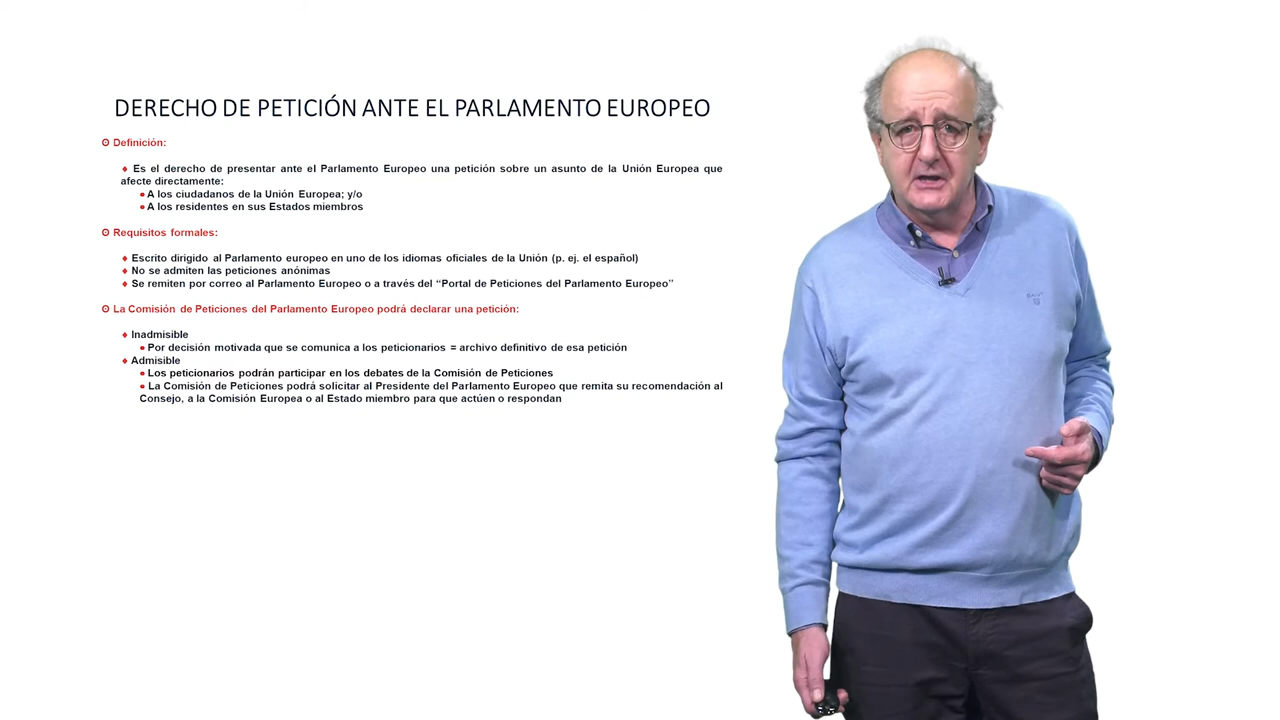 DERECHO DE PETICIÓN ANTE EL PARLAMENTO EUROPEO
Definición:
Es el derecho de presentar ante el Parlamento Europeo una petición sobre un asunto de la Unión Europea que
afecte directamente:
A los ciudadanos de la Unión Europea; y/o
A los residentes en sus Estados miembros
Requisitos formales:
Escrito dirigido al Parlamento europeo en uno de los idiomas oficiales de la Unión (p. ej. el español)
No se admiten las peticiones anónimas
Se remiten por correo al Parlamento Europeo o a través del “Portal de Peticiones del Parlamento Europeo”
La Comisión de Peticiones del Parlamento Europeo podrá declarar una petición:
Inadmisible
Por decisión motivada que se comunica a los peticionarios = archivo definitivo de esa petición
Admisible
Los peticionarios podrán participar en los debates de la Comisión de Peticiones
La Comisión de Peticiones podrá solicitar al Presidente del Parlamento Europeo que remita su recomendación al
Consejo, a la Comisión Europea o al Estado miembro para que actúen o respondan